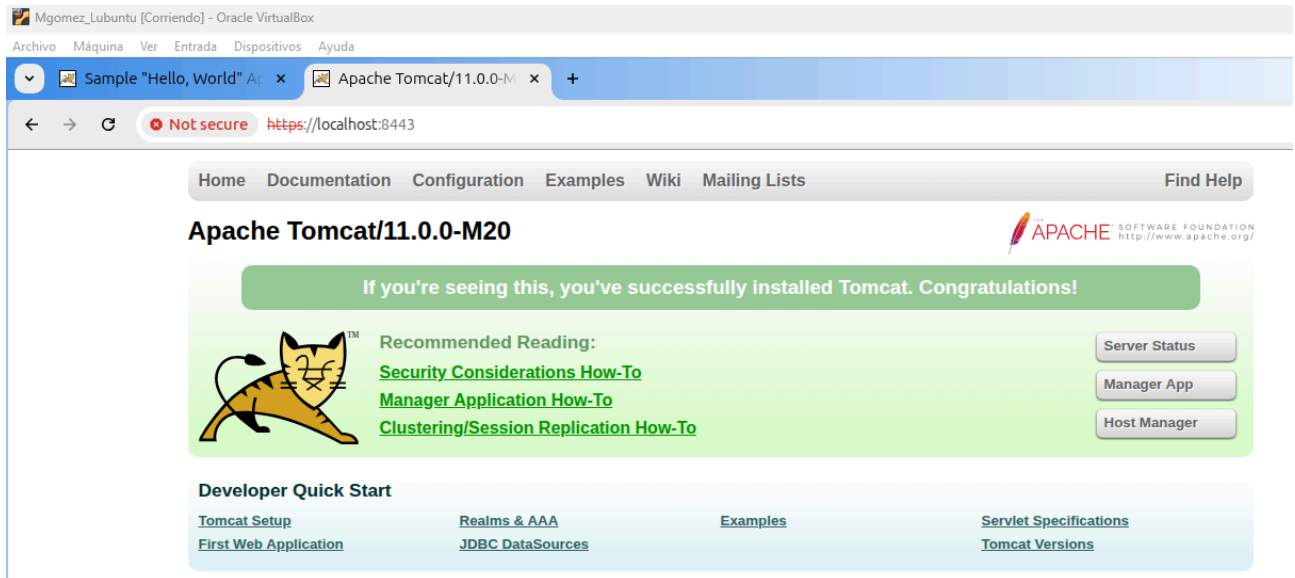 Mgomez_Lubuntu [Corriendo] - Oracle VirtualBox
Archivo Máquina Ver Entrada Dispositivos Ayuda
Sample "Hello, World" Ap Apache Tomcat/11.0.0-M
Not secure https://localhost:8443
Home Documentation Configuration Examples Wiki Mailing Lists Find Help
Apache Tomcat/11.0.0-M20
THE APACHE SOFTWARE FOUNDATION
http://www.apache.org/
If you're seeing this, you've successfully installed Tomcat. Congratulations!
TM
Recommended Reading:
Security Considerations How-To
Manager Application How-To
Clustering/Session Replication How-To
Server Status
Manager App
Host Manager
Developer Quick Start
Tomcat Setup Realms & AAA Examples Servlet Specifications
First Web Application JDBC DataSources Tomcat Versions